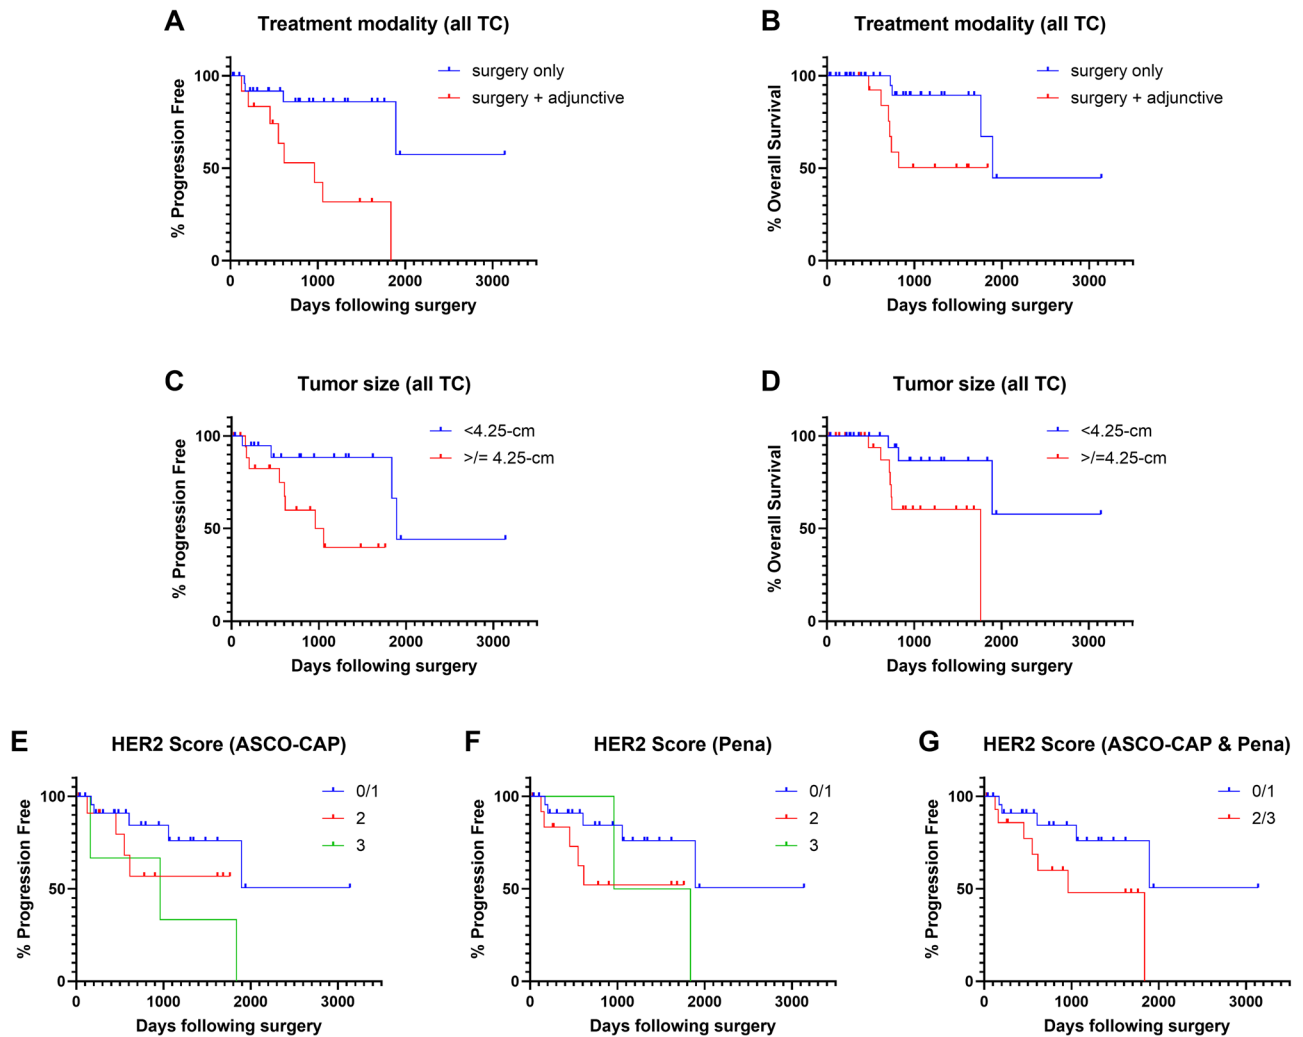 A
Treatment modality (all TC)
% Progression Free
100
50
0
0 1000 2000 3000
Days following surgery
surgery only
surgery + adjunctive
B
Treatment modality (all TC)
% Overall Survival
100
50
0
0 1000 2000 3000
Days following surgery
surgery only
surgery + adjunctive
C
Tumor size (all TC)
% Progression Free
100
50
0
0 1000 2000 3000
Days following surgery
<4.25-cm
>/= 4.25-cm
D
Tumor size (all TC)
% Overall Survival
100
50
0
0 1000 2000 3000
Days following surgery
<4.25-cm
>/=4.25-cm
E
HER2 Score (ASCO-CAP)
% Progression Free
100
50
0
0 1000 2000 3000
Days following surgery
0/1
2
3
F
HER2 Score (Pena)
% Progression Free
100
50
0
0 1000 2000 3000
Days following surgery
0/1
2
3
G
HER2 Score (ASCO-CAP & Pena)
% Progression Free
100
50
0
0 1000 2000 3000
Days following surgery
0/1
2/3